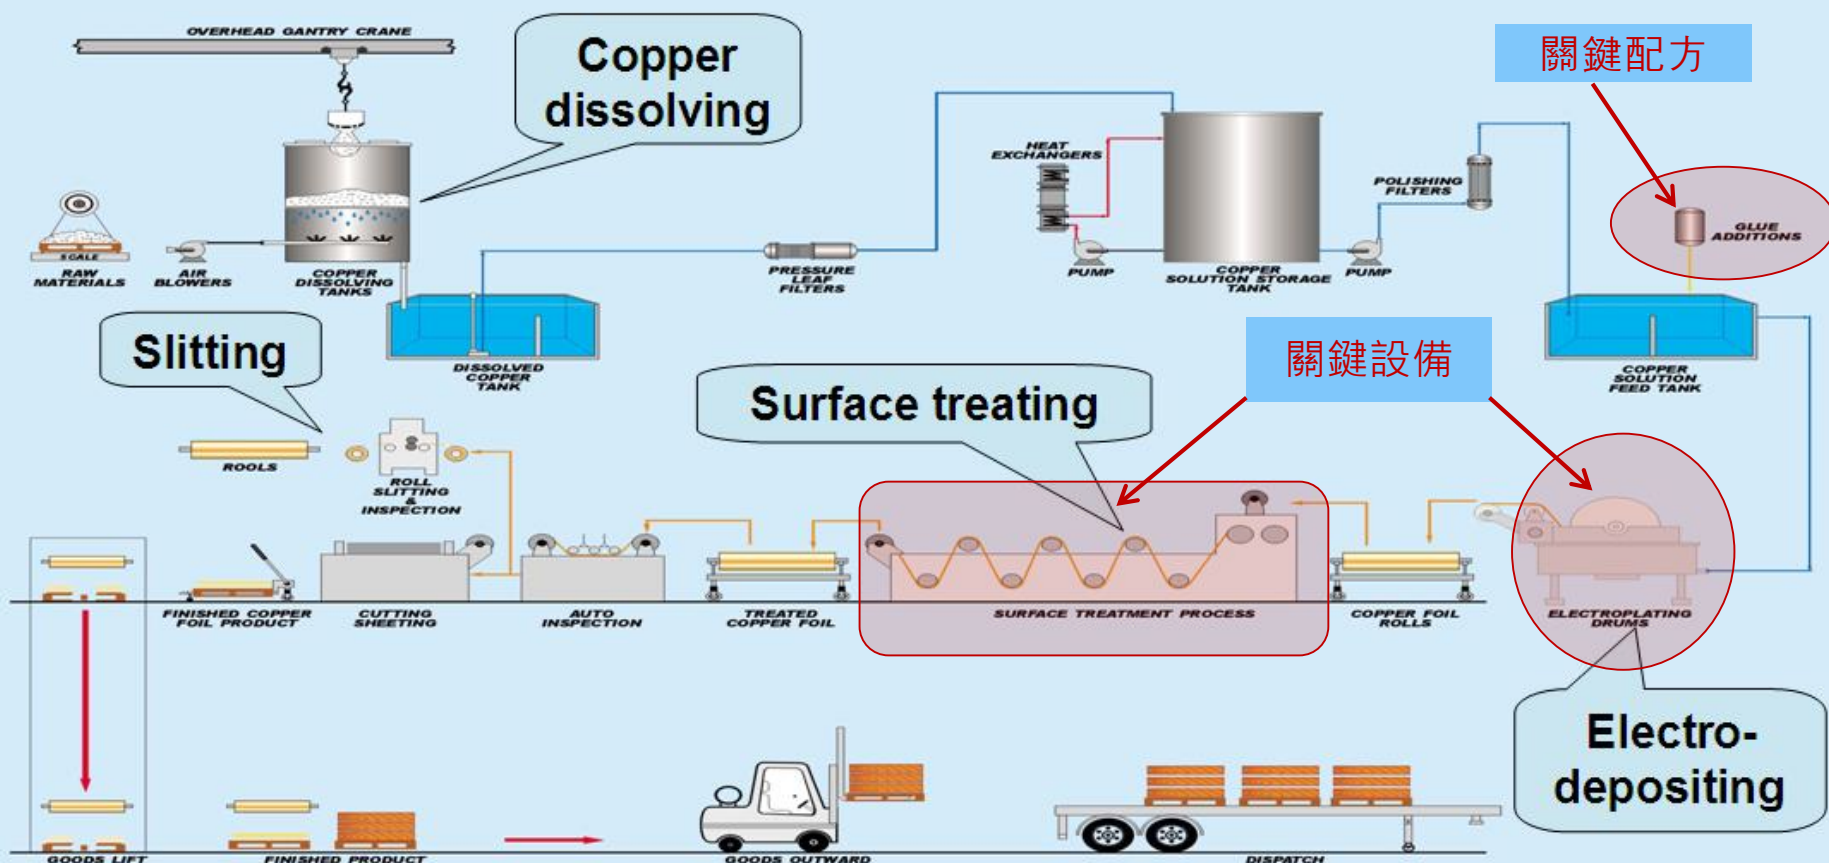 OVERHEAD GANTRY CRANE
Copper
dissolving
關鍵配方
HEAT
EXCHANGERS
POLISHING
FILTERS
GLUE
ADDITIONS
SCALE
RAW
MATERIALS
AIR
BLOWERS
COPPER
DISSOLVING
TANKS
PRESSURE
LEAF
FILTERS
PUMP
COPPER
SOLUTION STORAGE
TANK
PUMP
Slitting
DISSOLVED
COPPER
TANK
Surface treating
關鍵設備
COPPER
SOLUTION
FEED TANK
ROOLS
ROLL
SLITTING
&
INSPECTION
FINISHED COPPER
FOIL PRODUCT
CUTTING
SHEETING
AUTO
INSPECTION
TREATED
COPPER FOIL
SURFACE TREATMENT PROCESS
COPPER FOIL
ROLLS
ELECTROPLATING
DRUMS
Electro-
depositing
GOODS LIFT
FINISHED PRODUCT
GOODS OUTWARD
DISPATCH